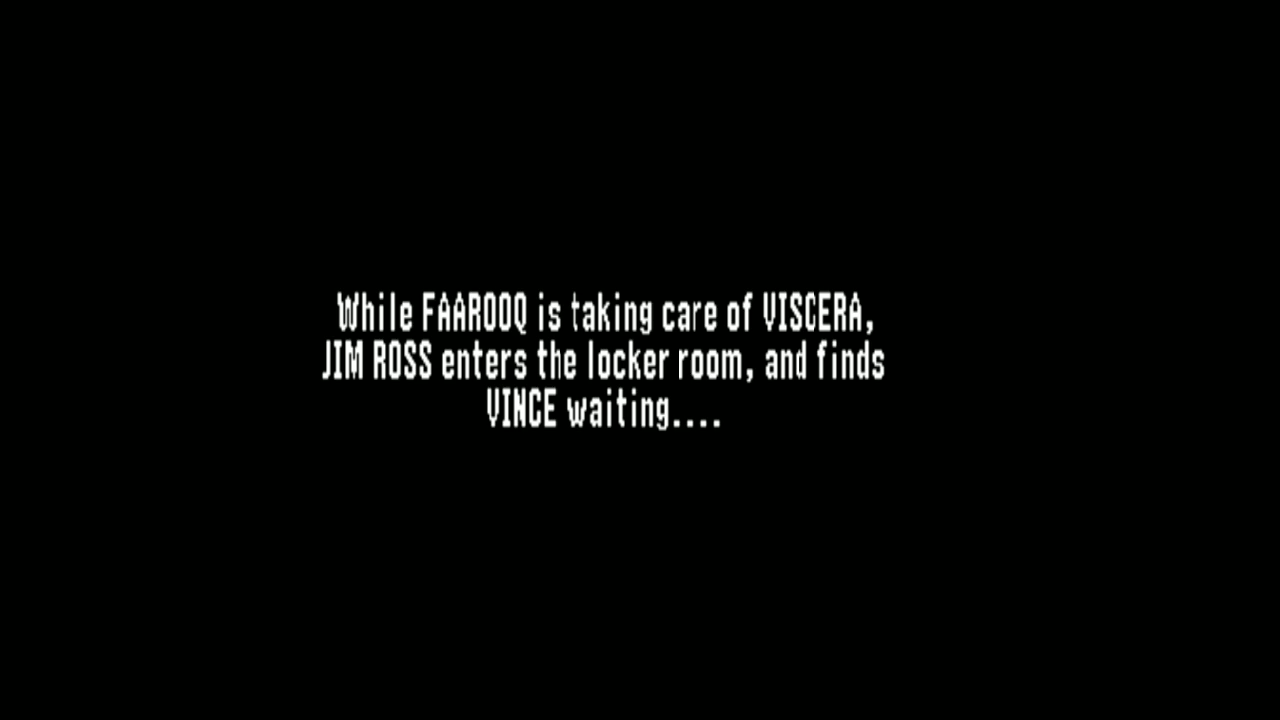 While FAAROOQ is taking care of VISCERA,
JIM ROSS enters the locker room, and finds
VINCE waiting....